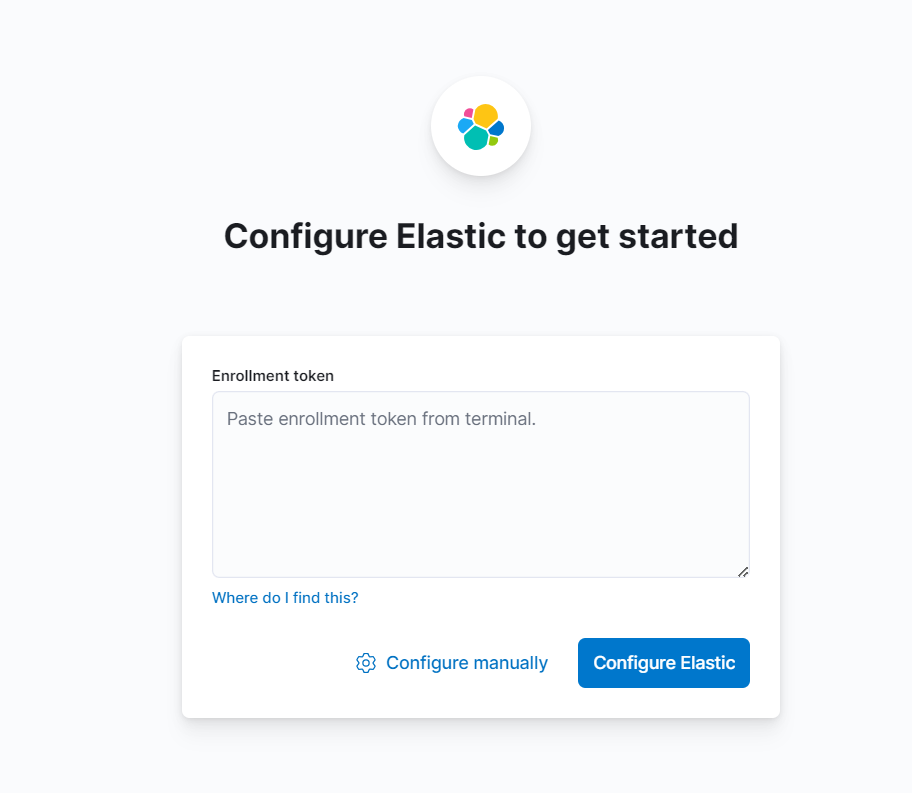 Configure Elastic to get started
Enrollment token
Paste enrollment token from terminal.
Where do I find this?
Configure manually
Configure Elastic